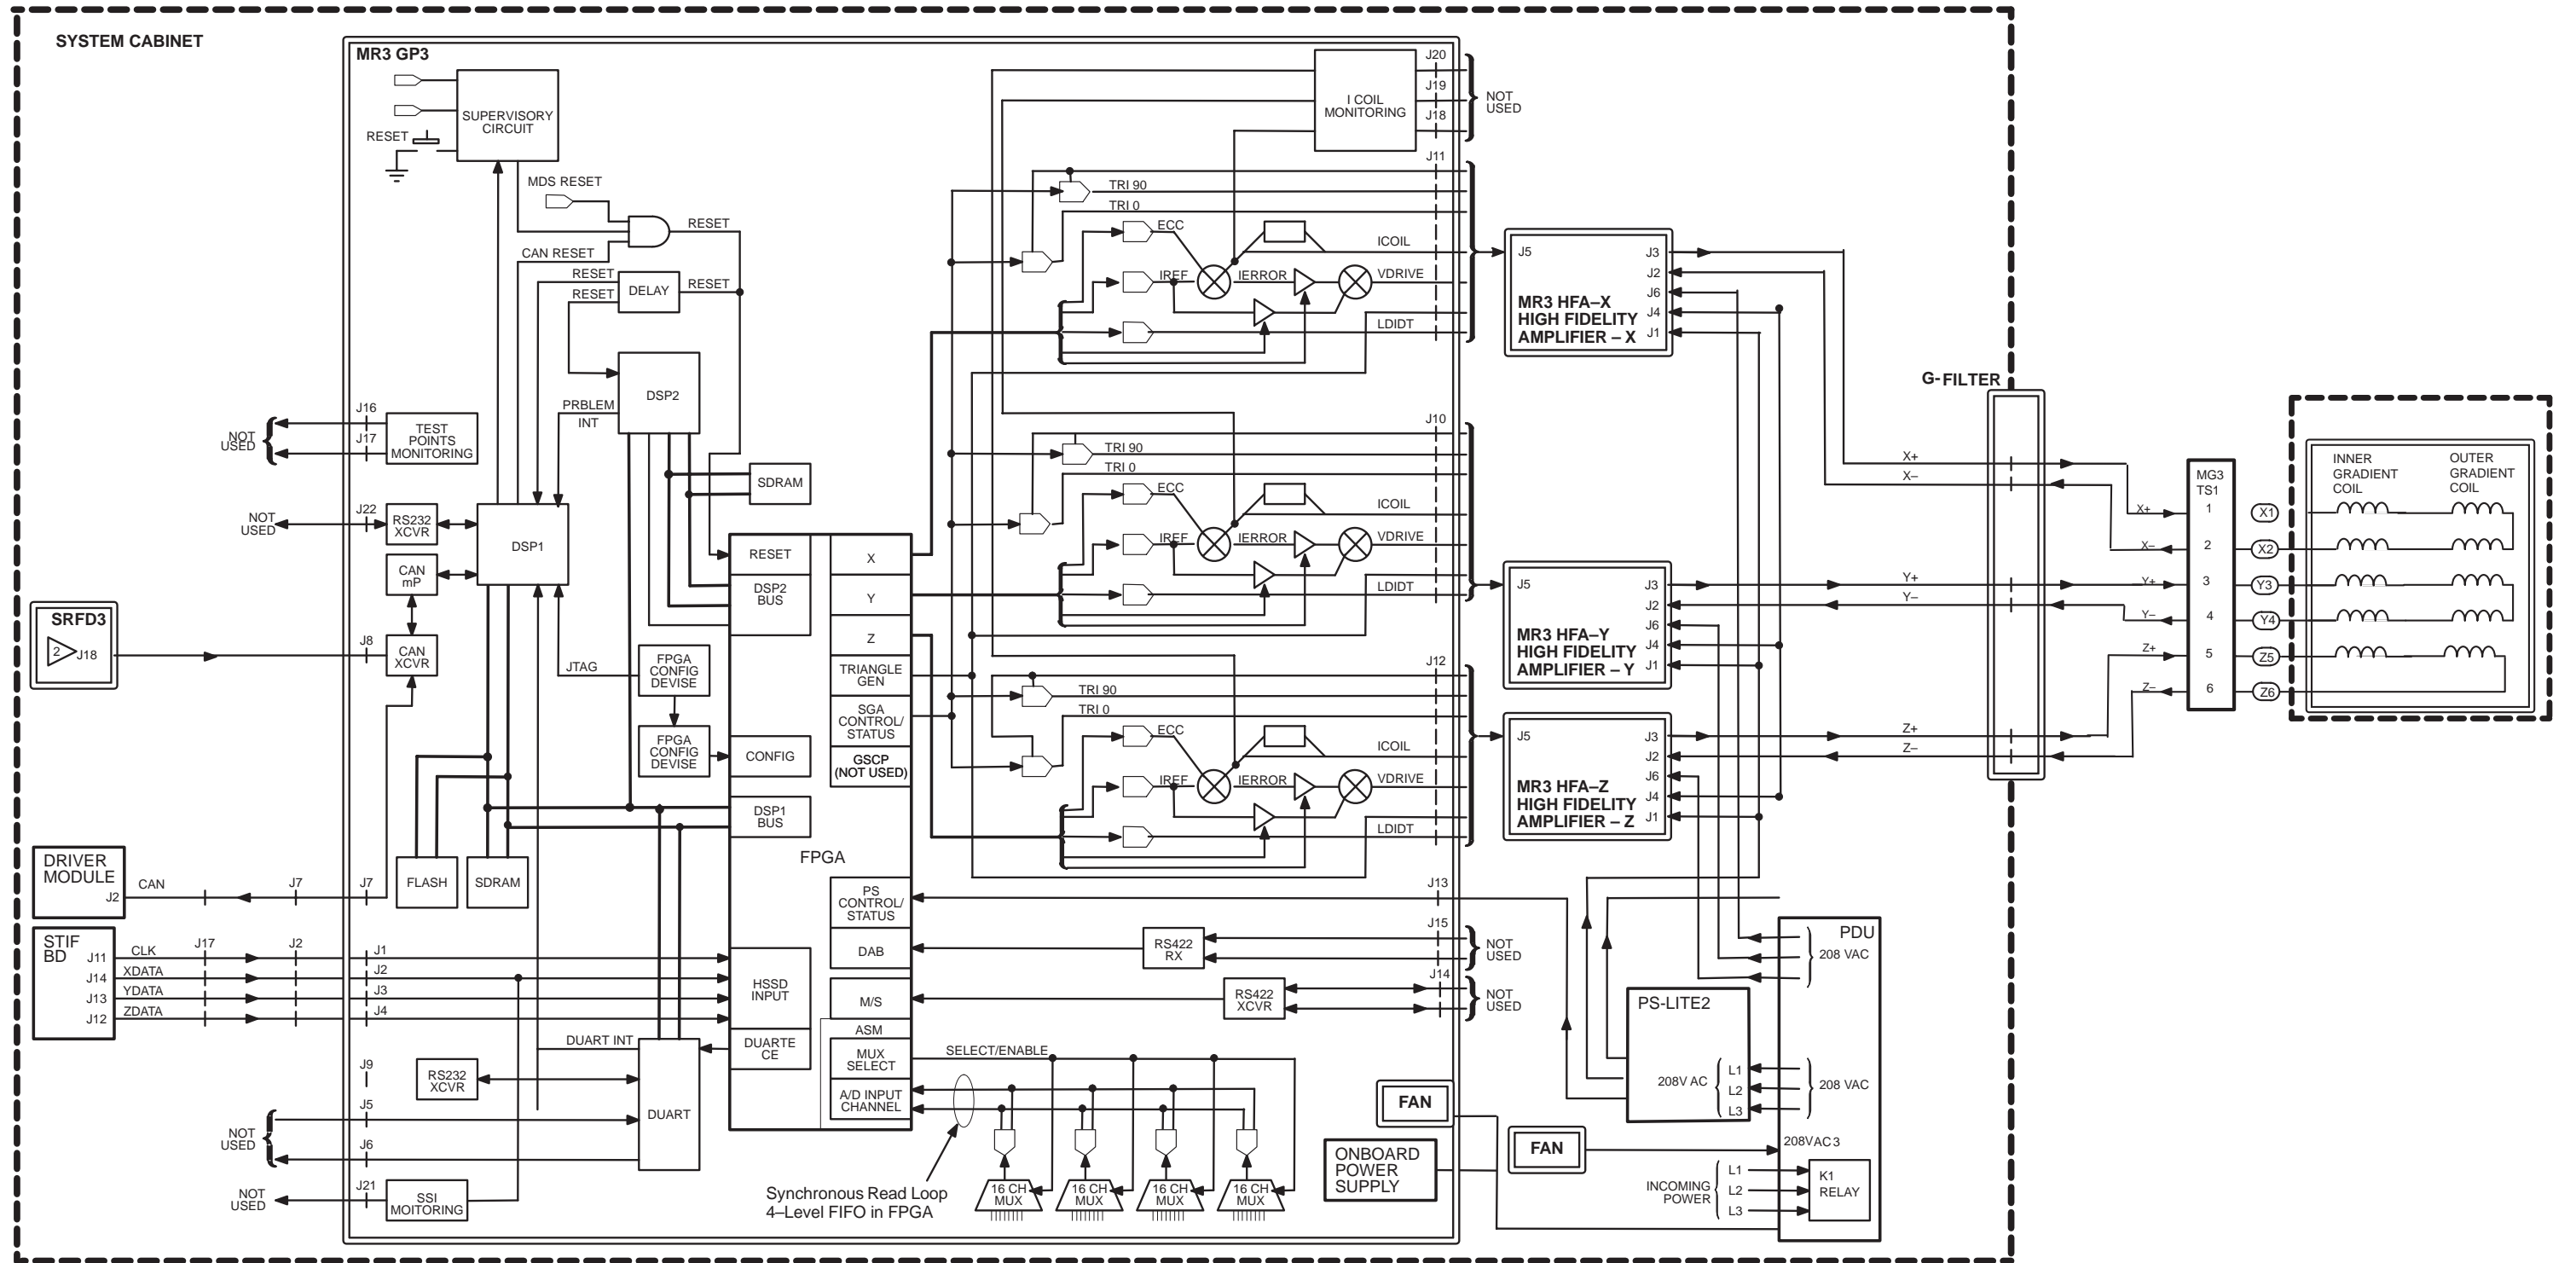 SYSTEM CABINET
MR3 GP3
SUPERVISORY
CIRCUIT
RESET
MDS RESET
RESET
CAN RESET
RESET
RESET
DELAY
RESET
DSP2
PRBLEM
INT
SDRAM
J16
J17
NOT
USED
TEST
POINTS
MONITORING
J22
NOT
USED
RS232
XCVR
DSP1
CAN
mP
SRFD3
2
J18
J8
CAN
XCVR
JTAG
FPGA
CONFIG
DEVISE
FPGA
CONFIG
DEVISE
RESET
DSP2
BUS
CONFIG
DSP1
BUS
FPGA
X
Y
Z
TRIANGLE
GEN
SGA
CONTROL/
STATUS
GSCP
(NOT USED)
PS
CONTROL/
STATUS
DAB
M/S
ASM
MUX
SELECT
A/D INPUT
CHANNEL
HSSD
INPUT
DUARTE
CE
DRIVER
MODULE
J2
CAN
J7
J7
FLASH
SDRAM
STIF
BD
J11
J14
J13
J12
CLK
XDATA
YDATA
ZDATA
J17
J2
J1
J2
J3
J4
DUART INT
DUART
J9
RS232
XCVR
J5
J6
NOT
USED
J21
NOT
USED
SSI
MOITORING
SELECT/ENABLE
Synchronous Read Loop
4–Level FIFO in FPGA
16 CH
MUX
16 CH
MUX
16 CH
MUX
16 CH
MUX
I COIL
MONITORING
J20
J19
J18
NOT
USED
J11
TRI 90
TRI 0
ECC
ICOIL
IREF
IERROR
VDRIVE
LDIDT
J10
TRI 90
TRI 0
ECC
ICOIL
IREF
IERROR
VDRIVE
LDIDT
J12
TRI 90
TRI 0
ECC
ICOIL
IREF
IERROR
VDRIVE
LDIDT
J13
J15
RS422
RX
NOT
USED
J14
RS422
XCVR
NOT
USED
J5
J3
J2
J6
J4
J1
MR3 HFA–X
HIGH FIDELITY
AMPLIFIER – X
J5
J3
J2
J6
J4
J1
MR3 HFA–Y
HIGH FIDELITY
AMPLIFIER – Y
J5
J3
J2
J6
J4
J1
MR3 HFA–Z
HIGH FIDELITY
AMPLIFIER – Z
G-FILTER
X+
X–
Y+
Y–
Z+
Z–
X+
X–
Y+
Y–
Z+
Z–
MG3
TS1
1
2
3
4
5
6
X1
X2
Y3
Y4
Z5
Z6
INNER
GRADIENT
COIL
OUTER
GRADIENT
COIL
PDU
208 VAC
PS-LITE2
208V AC
L1
L2
L3
208 VAC
208VAC3
FAN
FAN
ONBOARD
POWER
SUPPLY
INCOMING
POWER
L1
L2
L3
K1
RELAY